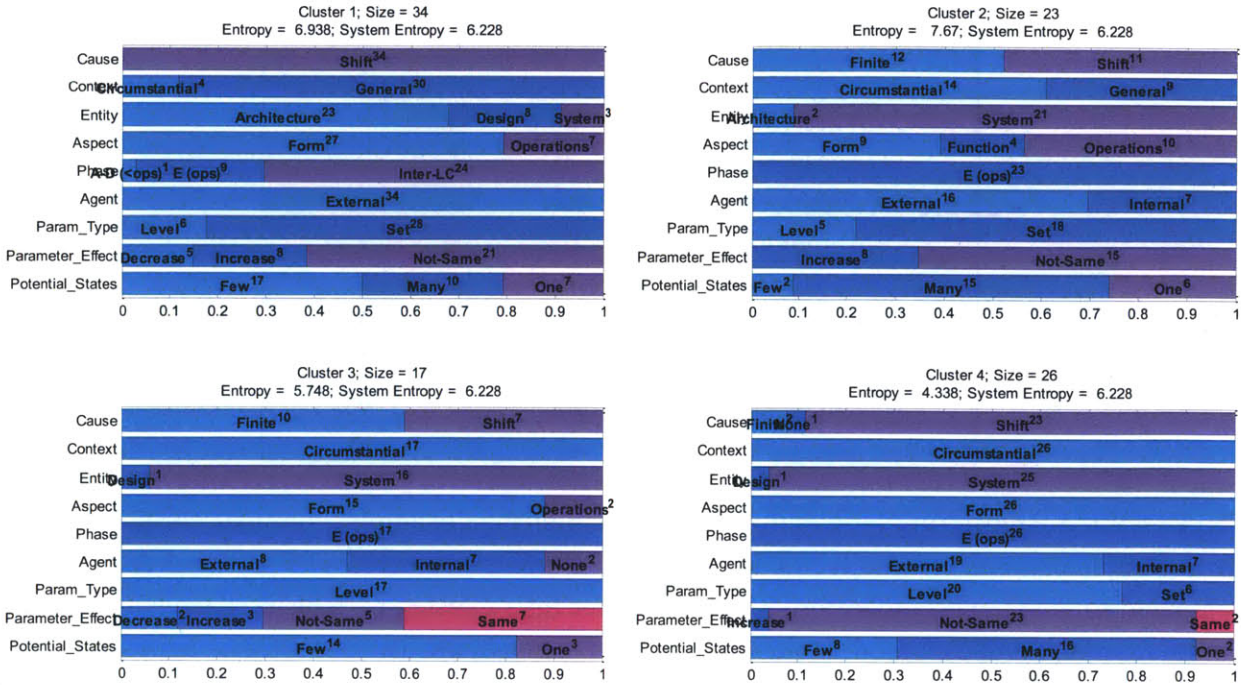 Cluster 1; Size = 34
Entropy = 6.938; System Entropy = 6.228
Cause Shift34
Context Circumstantial4 General30
Entity Architecture23 Design8 System3
Aspect Form27 Operations7
Phase A-D (<ops)1 E (ops)9 Inter-LC24
Agent External34
Param_Type Level6 Set28
Parameter_Effect Decrease5 Increase8 Not-Same21
Potential_States Few17 Many10 One7
0 0.1 0.2 0.3 0.4 0.5 0.6 0.7 0.8 0.9 1
Cluster 2; Size = 23
Entropy = 7.67; System Entropy = 6.228
Cause Finite12 Shift11
Context Circumstantial14 General9
Entity Architecture2 System21
Aspect Form9 Function4 Operations10
Phase E (ops)23
Agent External16 Internal7
Param_Type Level5 Set18
Parameter_Effect Increase8 Not-Same15
Potential_States Few2 Many15 One6
0 0.1 0.2 0.3 0.4 0.5 0.6 0.7 0.8 0.9 1
Cluster 3; Size = 17
Entropy = 5.748; System Entropy = 6.228
Cause Finite10 Shift7
Context Circumstantial17
Entity Design1 System16
Aspect Form15 Operations2
Phase E (ops)17
Agent External8 Internal7 None2
Param_Type Level17
Parameter_Effect Decrease2 Increase3 Not-Same5 Same7
Potential_States Few14 One3
0 0.1 0.2 0.3 0.4 0.5 0.6 0.7 0.8 0.9 1
Cluster 4; Size = 26
Entropy = 4.338; System Entropy = 6.228
Cause Finite2 None1 Shift23
Context Circumstantial26
Entity Design1 System25
Aspect Form26
Phase E (ops)26
Agent External19 Internal7
Param_Type Level20 Set6
Parameter_Effect Increase1 Not-Same23 Same2
Potential_States Few8 Many16 One2
0 0.1 0.2 0.3 0.4 0.5 0.6 0.7 0.8 0.9 1